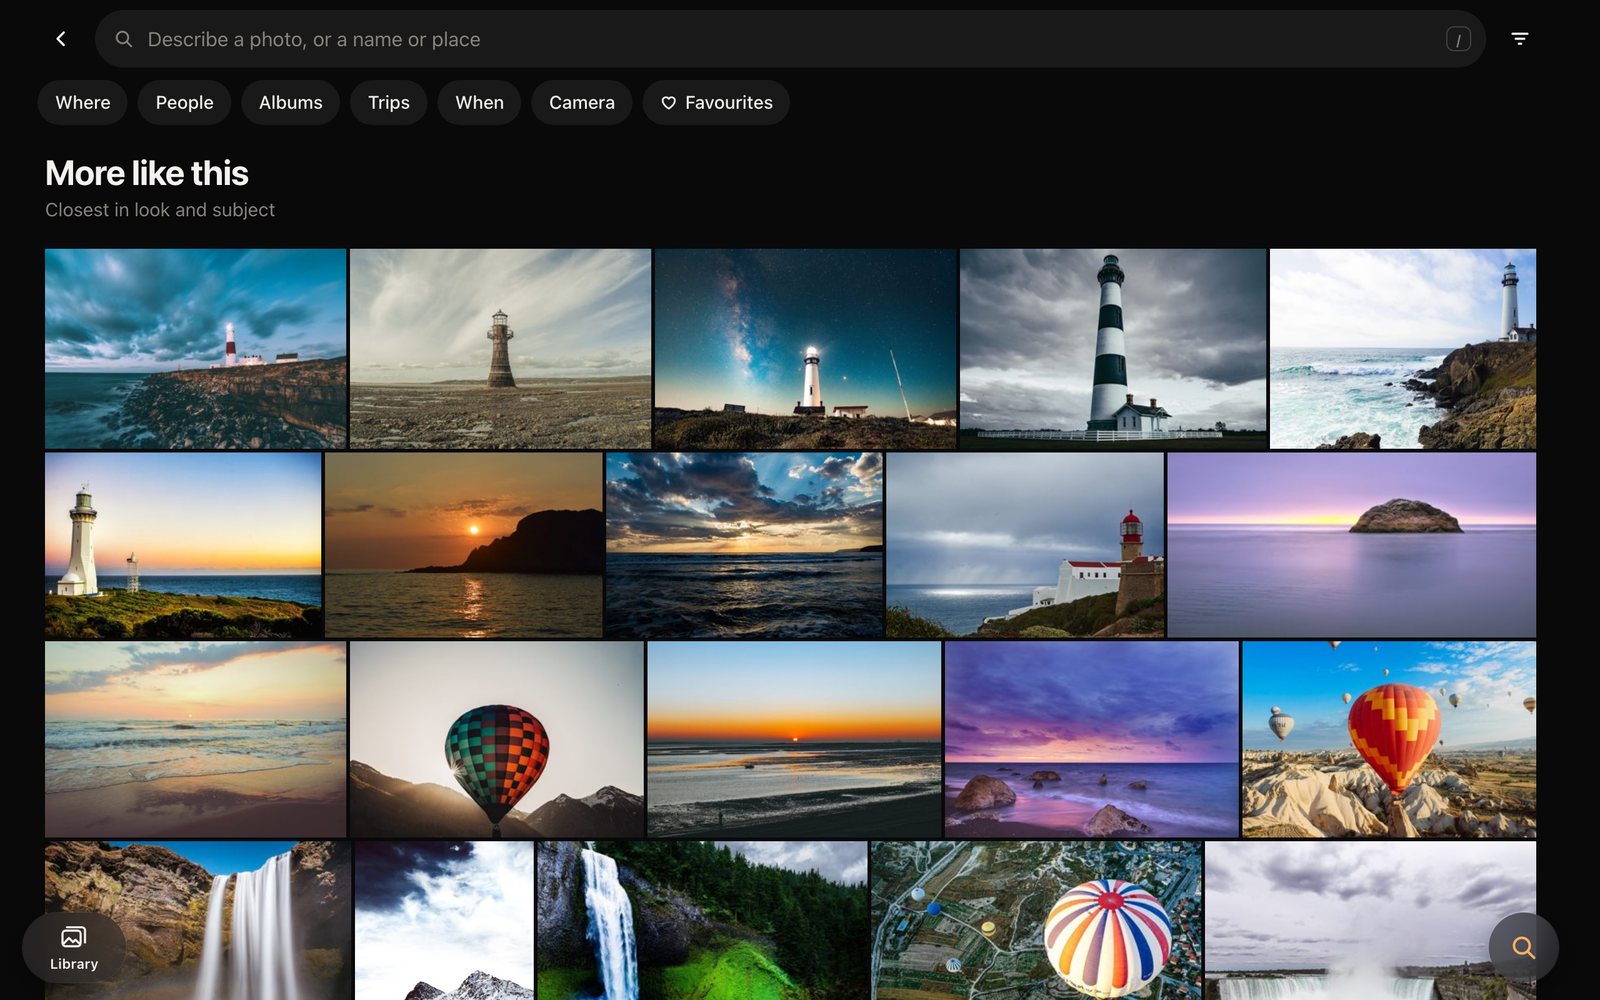 Describe a photo, or a name or place
/
Where
People
Albums
Trips
When
Camera
Favourites
More like this
Closest in look and subject
Library